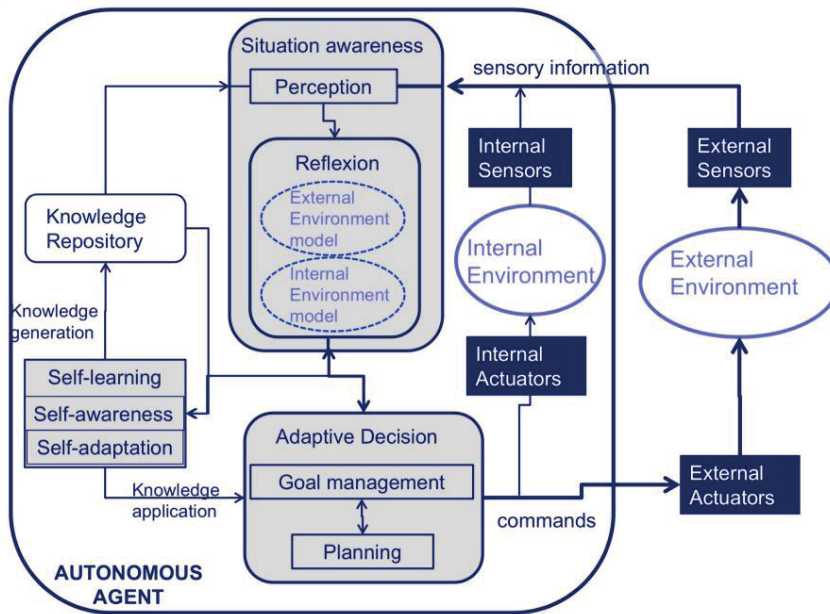 Situation awareness
sensory information
Perception
Internal
Sensors
External
Sensors
Reflexion
External
Environment
model
Knowledge
Repository
Internal
Environment
External
Environment
Internal
Environment
model
Knowledge
generation
Internal
Actuators
Self-learning
Self-awareness
Self-adaptation
Adaptive Decision
Goal management
Knowledge
application
External
Actuators
commands
Planning
AUTONOMOUS
AGENT